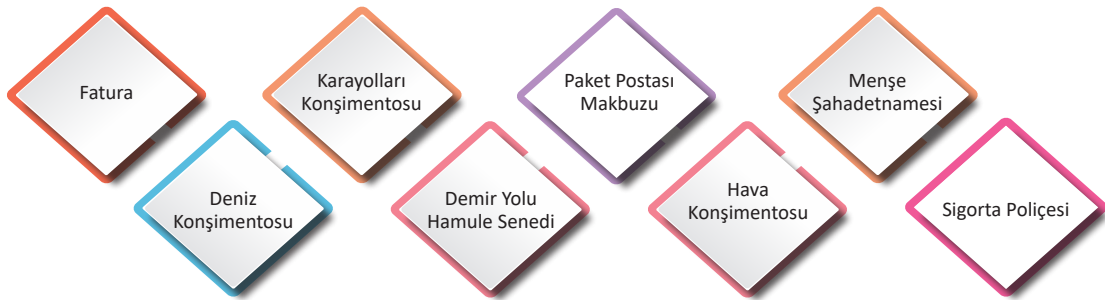 Fatura
Karayolları
Konşimentosu
Paket Postası
Makbuzu
Menşe
Şahadetnamesi
Deniz
Konşimentosu
Demir Yolu
Hamule Senedi
Hava
Konşimentosu
Sigorta Poliçesi